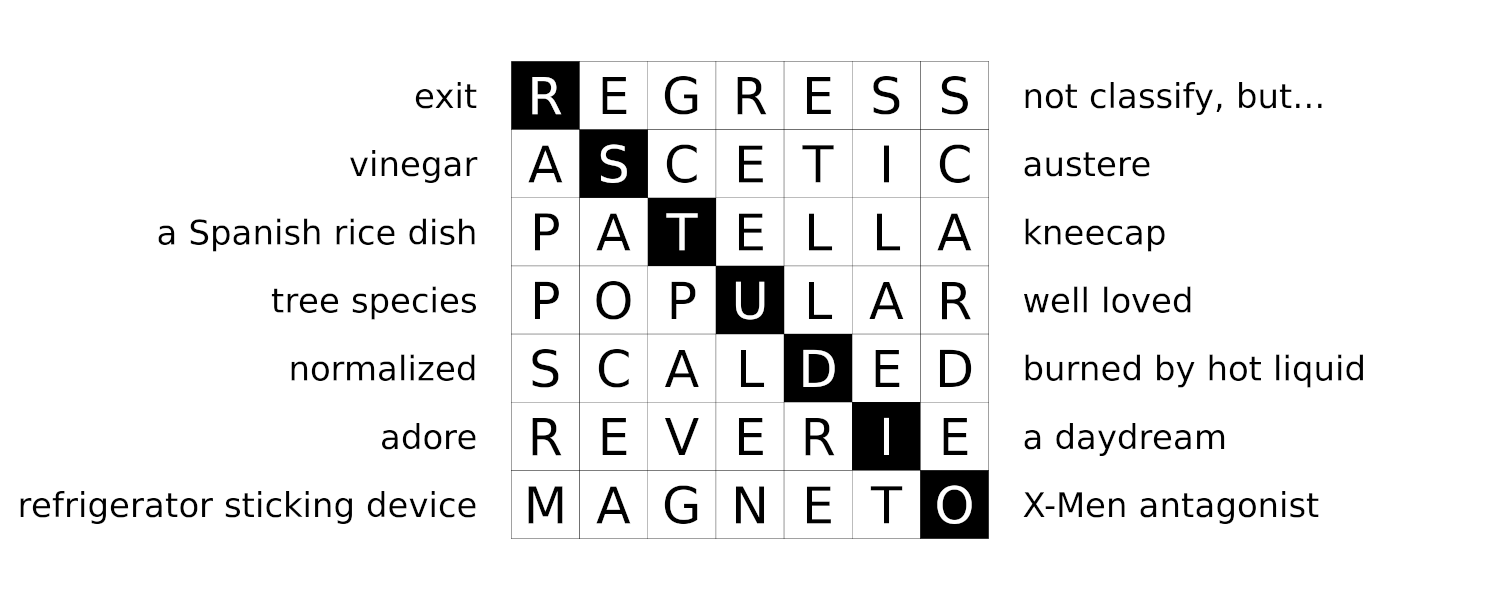 exit R E G R E S S not classify, but...
vinegar A S C E T I C austere
a Spanish rice dish P A T E L L A kneecap
tree species P O P U L A R well loved
normalized S C A L D E D burned by hot liquid
adore R E V E R I E a daydream
refrigerator sticking device M A G N E T O X-Men antagonist